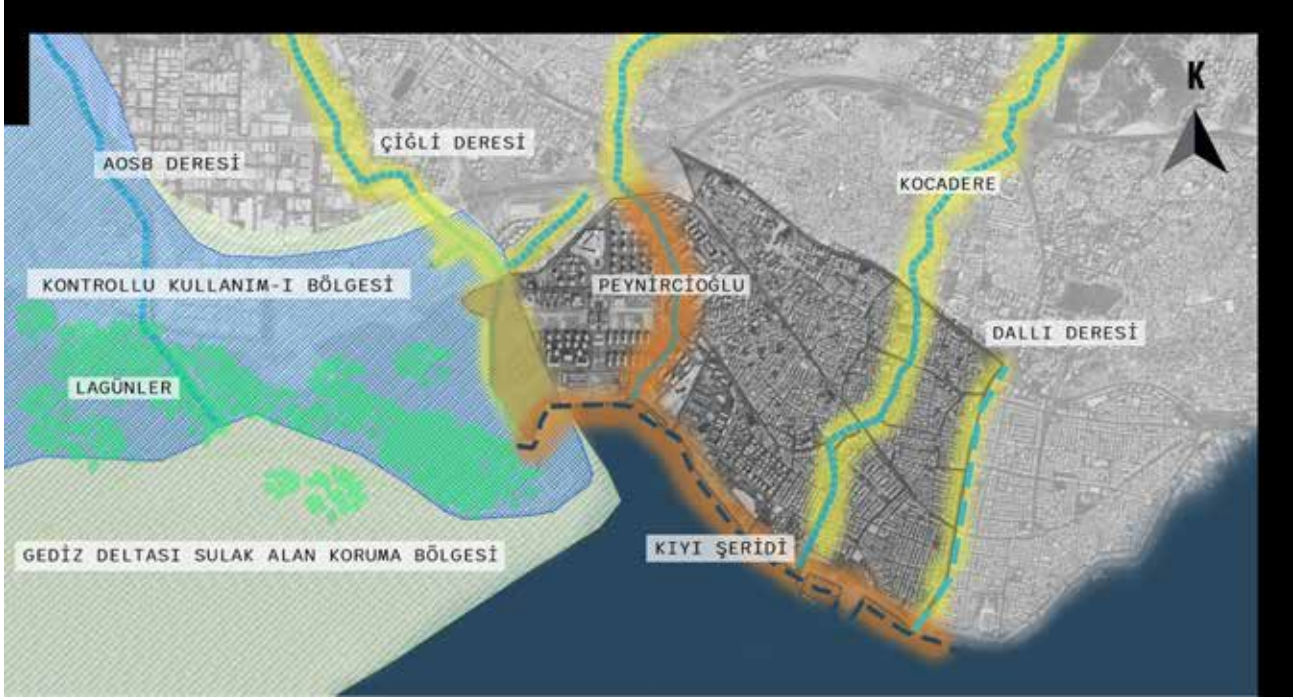 K
ÇİĞLİ DERESİ
AOSB DERESİ
KOCADERE
KONTROLLU KULLANIM-I BÖLGESİ
PEYNİRCİOĞLU
DALLI DERESİ
LAGÜNLER
KIYI ŞERİDİ
GEDİZ DELTASI SULAK ALAN KORUMA BÖLGESİ